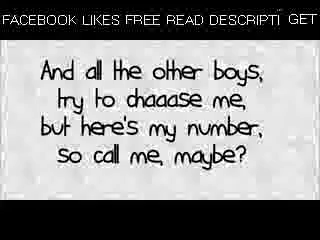 FACEBOOK LIKES FREE READ DESCRIPTI GET
And all the other boys,
try to chaaase me,
but here's my number,
so call me, maybe?